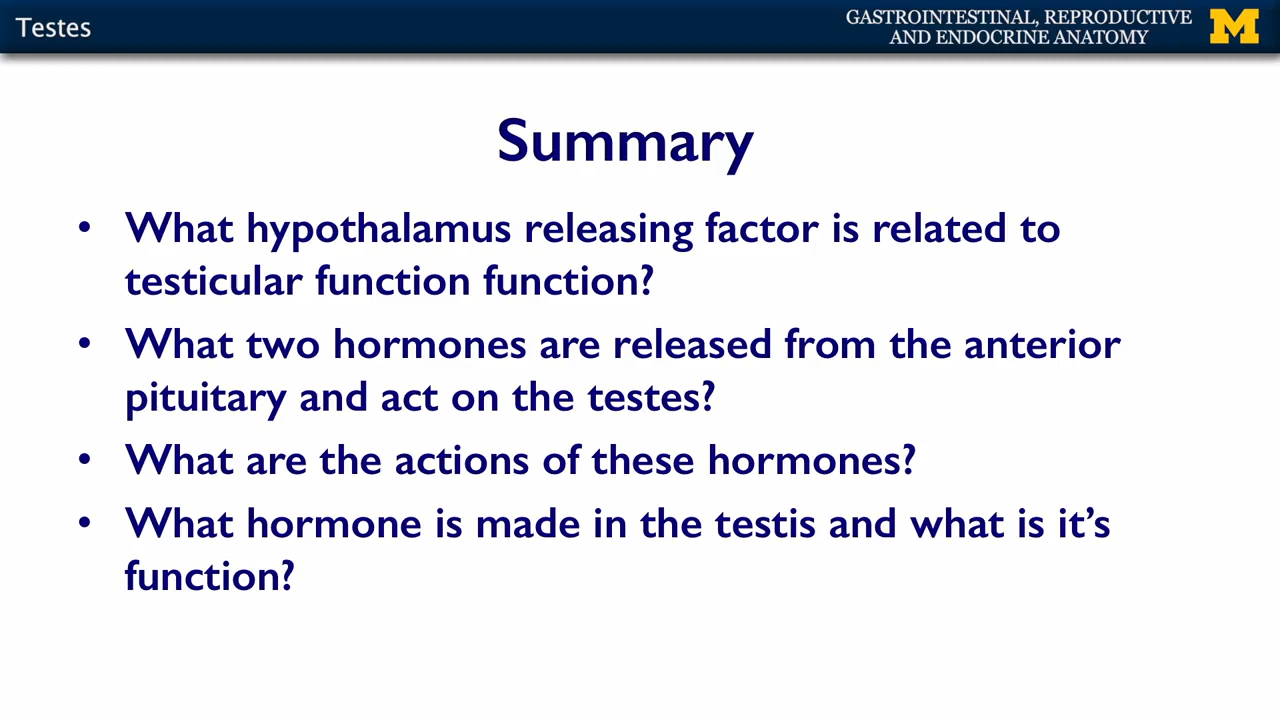 Testes
GASTROINTESTINAL, REPRODUCTIVE
AND ENDOCRINE ANATOMY
M
Summary
• What hypothalamus releasing factor is related to
testicular function function?
• What two hormones are released from the anterior
pituitary and act on the testes?
• What are the actions of these hormones?
• What hormone is made in the testis and what is it’s
function?